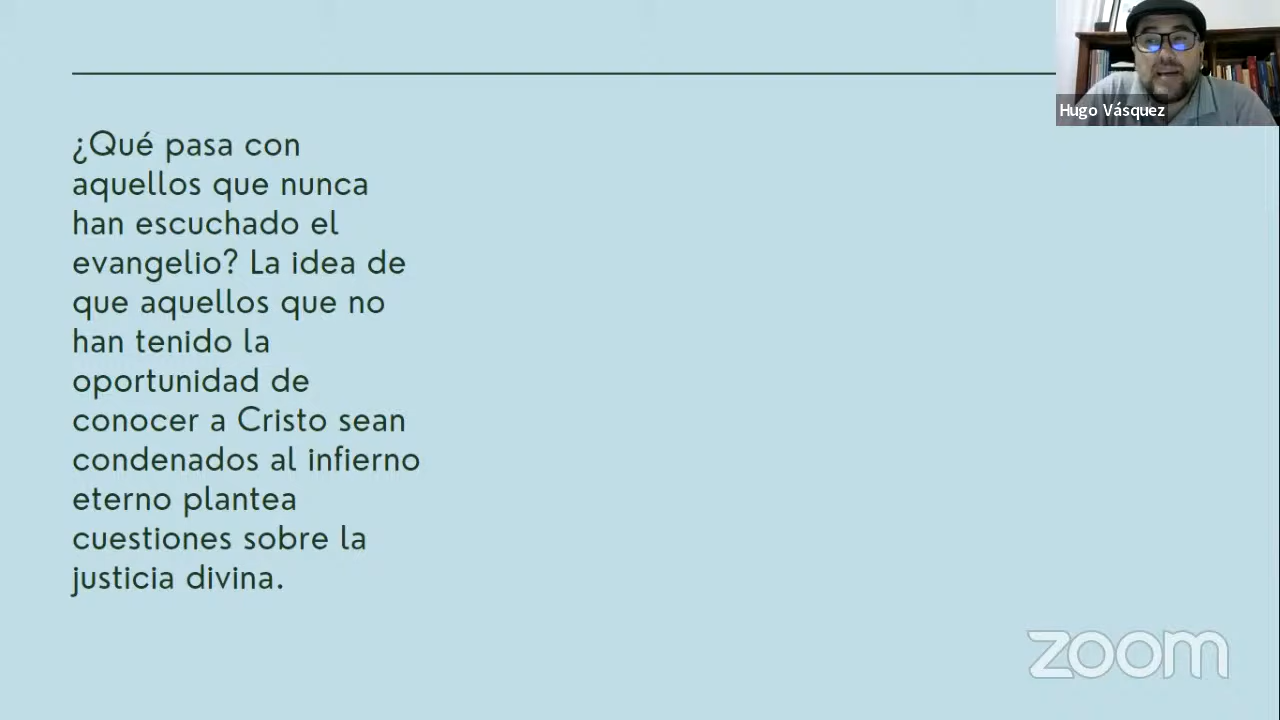 Hugo Vásquez
¿Qué pasa con
aquellos que nunca
han escuchado el
evangelio? La idea de
que aquellos que no
han tenido la
oportunidad de
conocer a Cristo sean
condenados al infierno
eterno plantea
cuestiones sobre la
justicia divina.
zoom